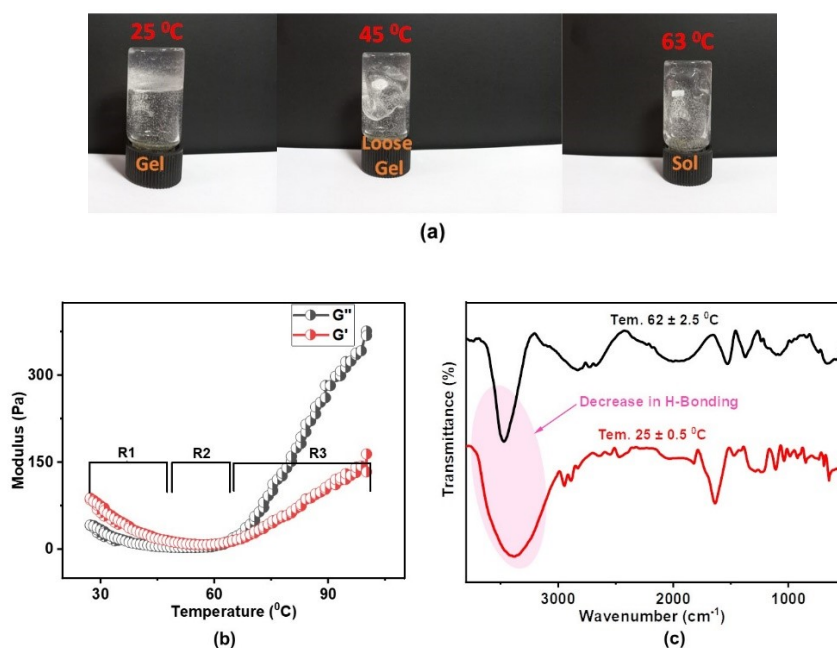 25 ⁰C
45 ⁰C
63 ⁰C
Gel
Loose
Gel
Sol
(a)
G''
G'
R1
R2
R3
Modulus (Pa)
300
150
0
30
60
90
Temperature (⁰C)
(b)
Tem. 62 ± 2.5 ⁰C
Decrease in H-Bonding
Tem. 25 ± 0.5 ⁰C
Transmittance (%)
3000
2000
1000
Wavenumber (cm⁻¹)
(c)